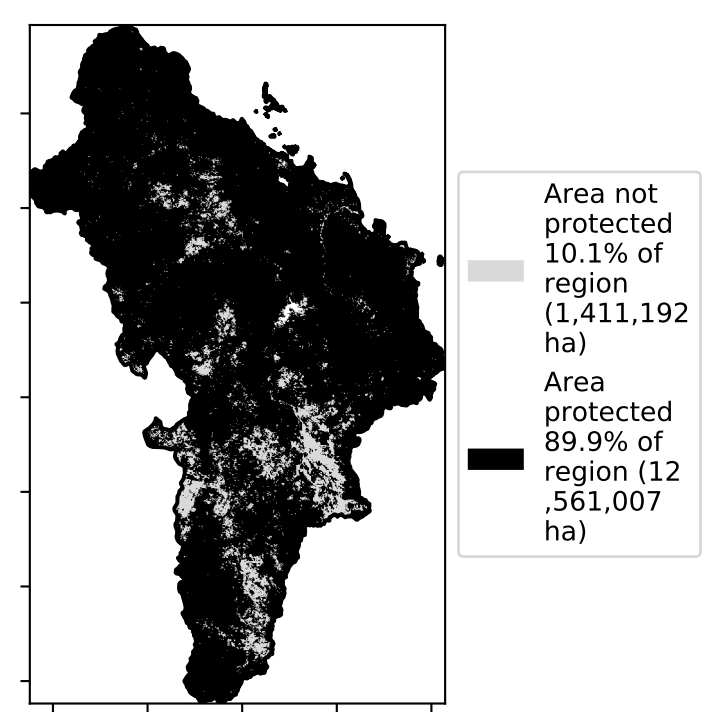 Area not
protected
10.1% of
region
(1,411,192
ha)
Area
protected
89.9% of
region (12
,561,007
ha)